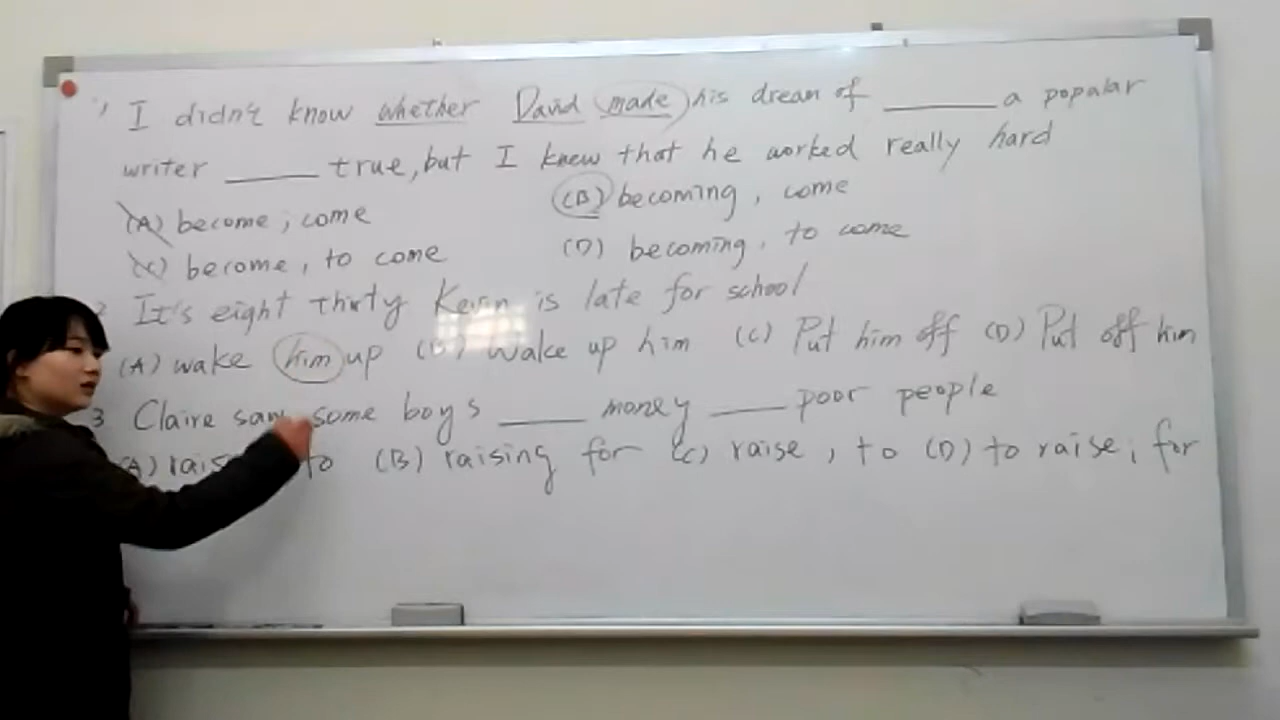 1 I didn't know whether David made his dream of ______ a popular
writer _____ true, but I knew that he worked really hard
(A) become, come (B) becoming, come
(C) become, to come (D) becoming, to come
2 It's eight thirty Kevin is late for school
(A) wake him up (B) Wake up him (C) Put him off (D) Put off him
3 Claire saw some boys _____ money _____ poor people
(A) to (B) raising for (C) raise, to (D) to raise, for